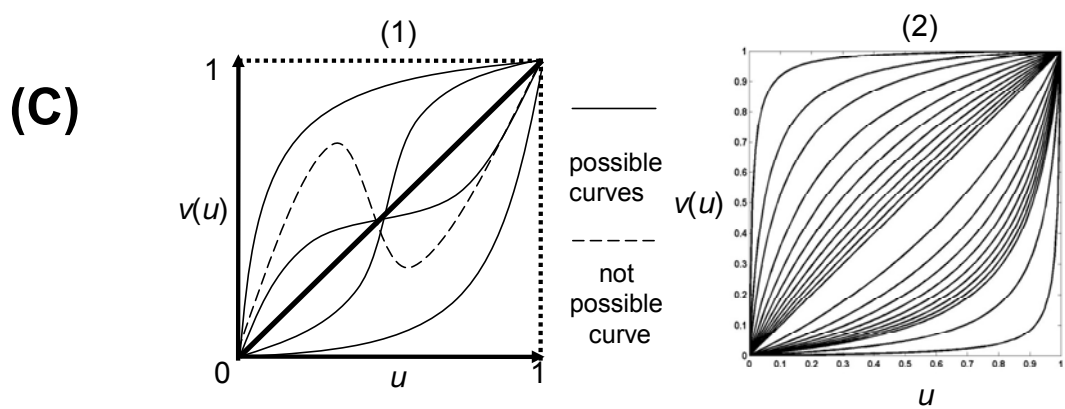 (C)
(1)
1
v(u)
0
u
1
possible
curves
not
possible
curve
(2)
1
0.9
0.8
0.7
0.6
0.5
0.4
0.3
0.2
0.1
0
v(u)
0 0.1 0.2 0.3 0.4 0.5 0.6 0.7 0.8 0.9 1
u